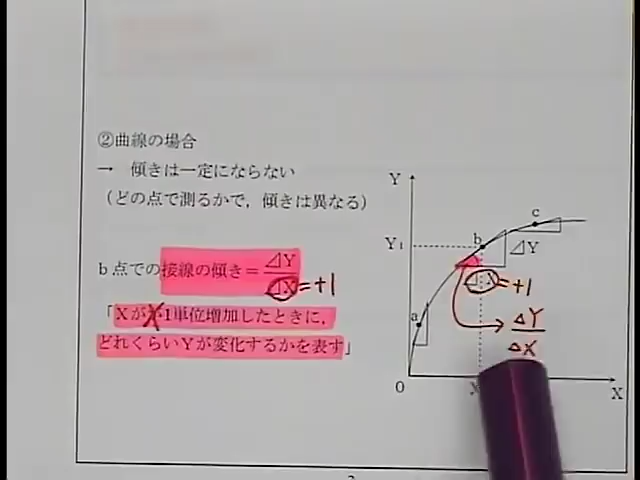 ②曲線の場合
→ 傾きは一定にならない
(どの点で測るかで，傾きは異なる)
b点での接線の傾き=⊿Y/⊿X=+1
「Xが1単位増加したときに，
どれくらいYが変化するかを表す」
Y
c
b
Y₁
⊿Y
⊿X=+1
a
ΔY/ΔX
0
X